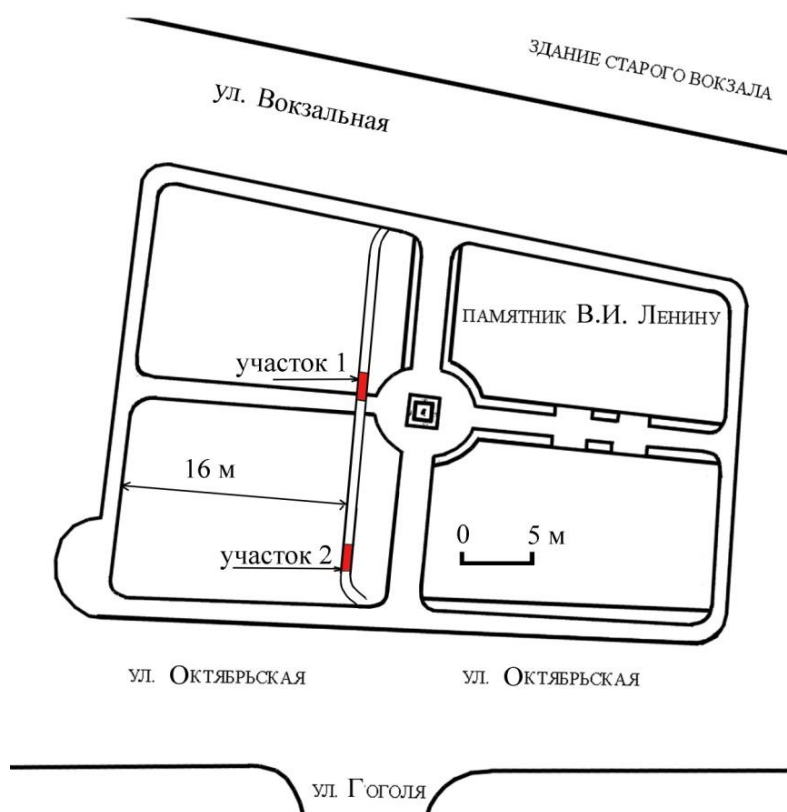 ЗДАНИЕ СТАРОГО ВОКЗАЛА
ул. Вокзальная
ПАМЯТНИК В.И. ЛЕНИНУ
участок 1
16 м
0 5 м
участок 2
УЛ. ОКТЯБРЬСКАЯ УЛ. ОКТЯБРЬСКАЯ
УЛ. ГОГОЛЯ